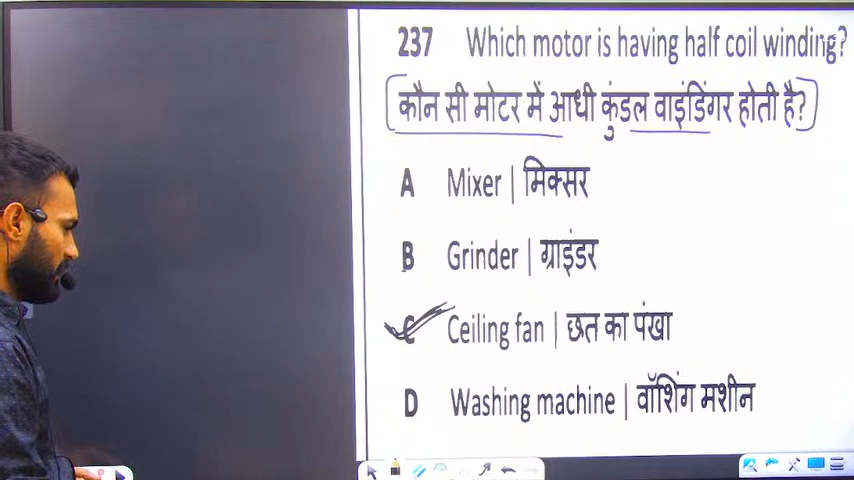 237 Which motor is having half coil winding?
कौन सी मोटर में आधी कुंडल वाइंडिंगर होती है?
A Mixer | मिक्सर
B Grinder | ग्राइंडर
C Ceiling fan | छत का पंखा
D Washing machine | वॉशिंग मशीन